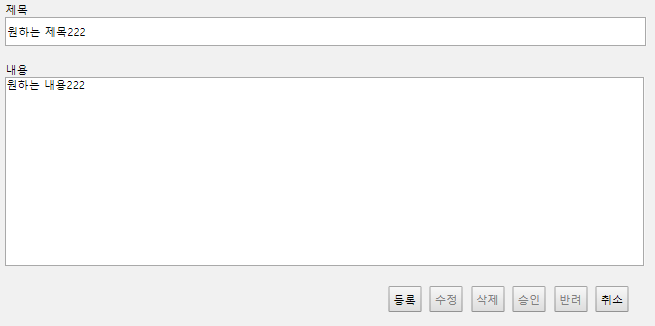 제목
원하는 제목222
내용
원하는 내용222
등록 수정 삭제 승인 반려 취소